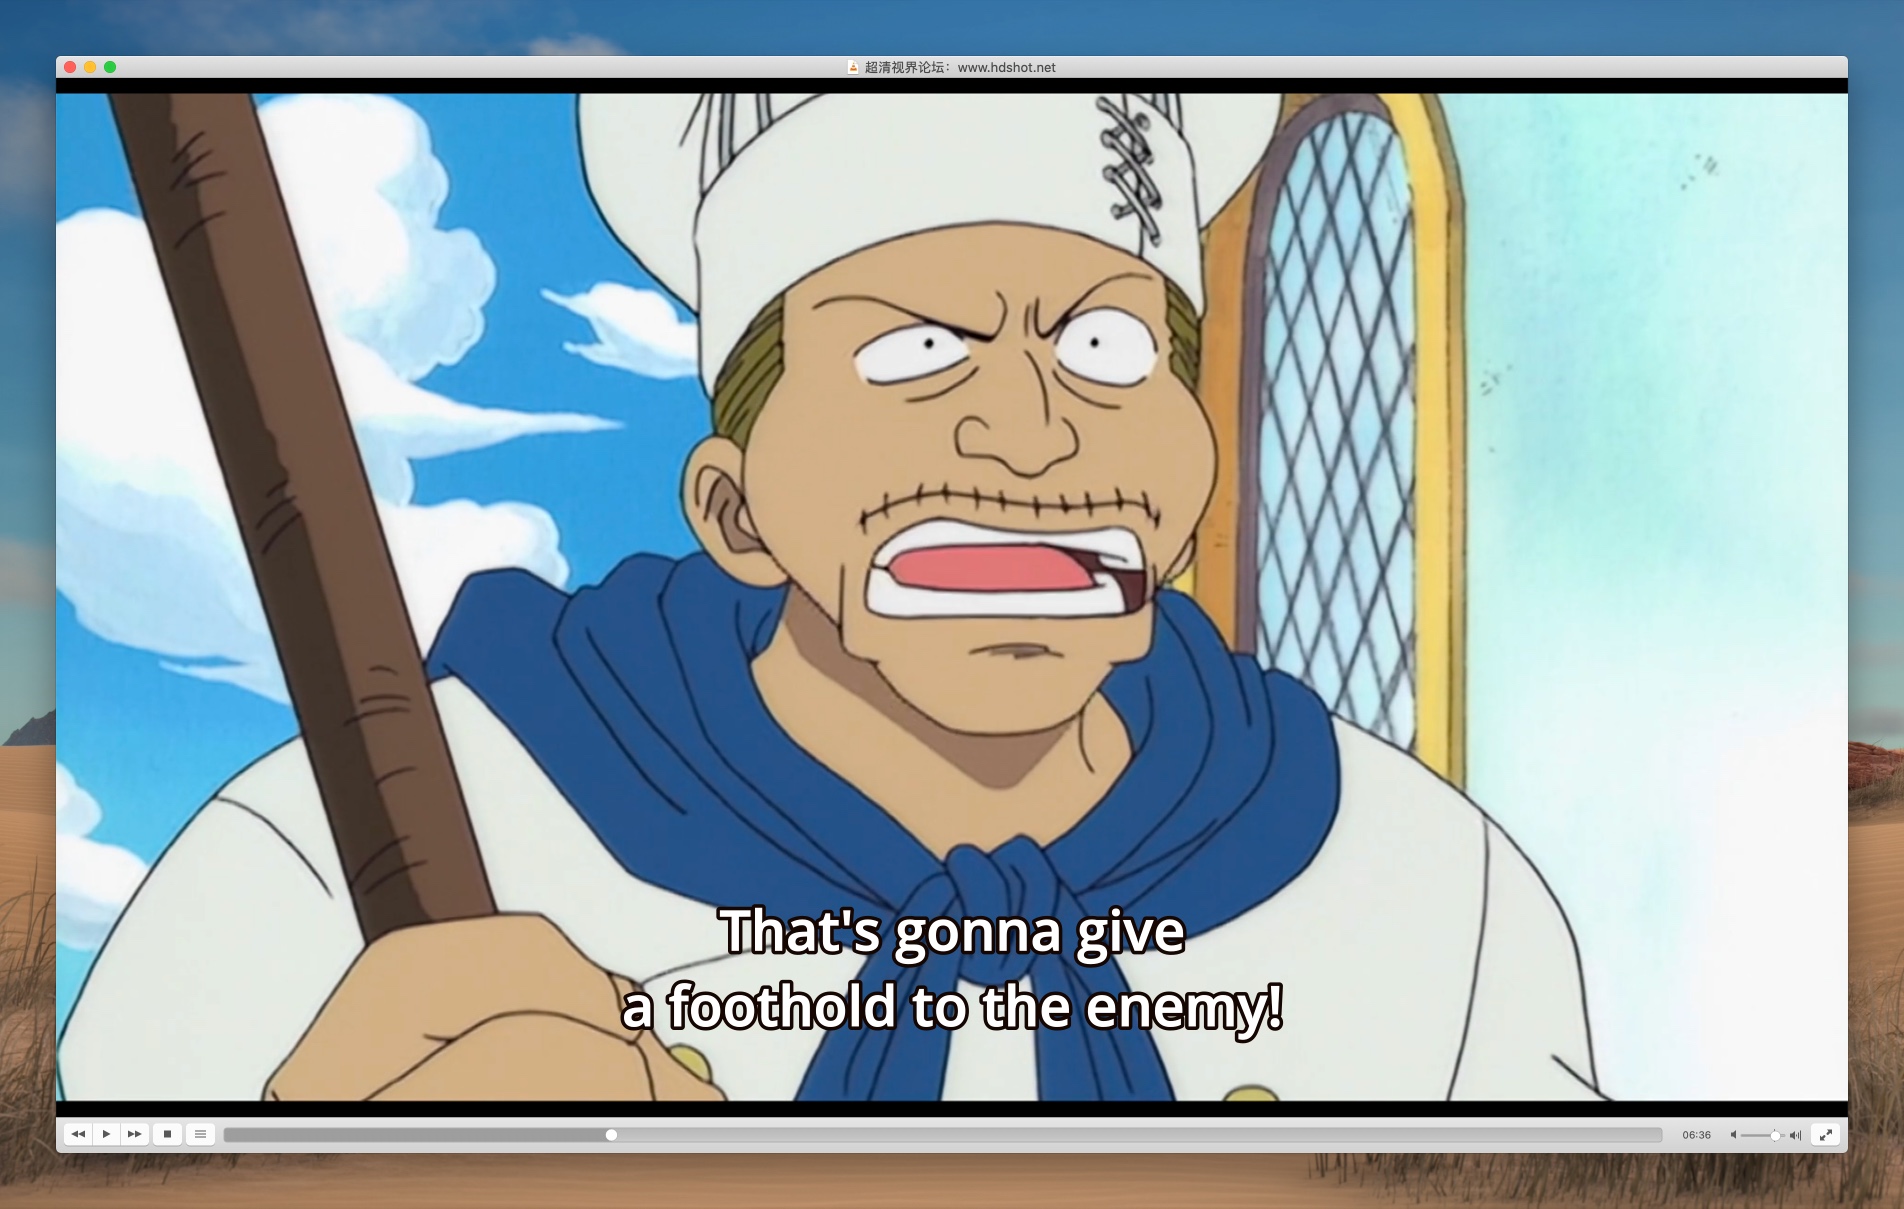 超清视界论坛：www.hdshot.net
That's gonna give
a foothold to the enemy!
06:36